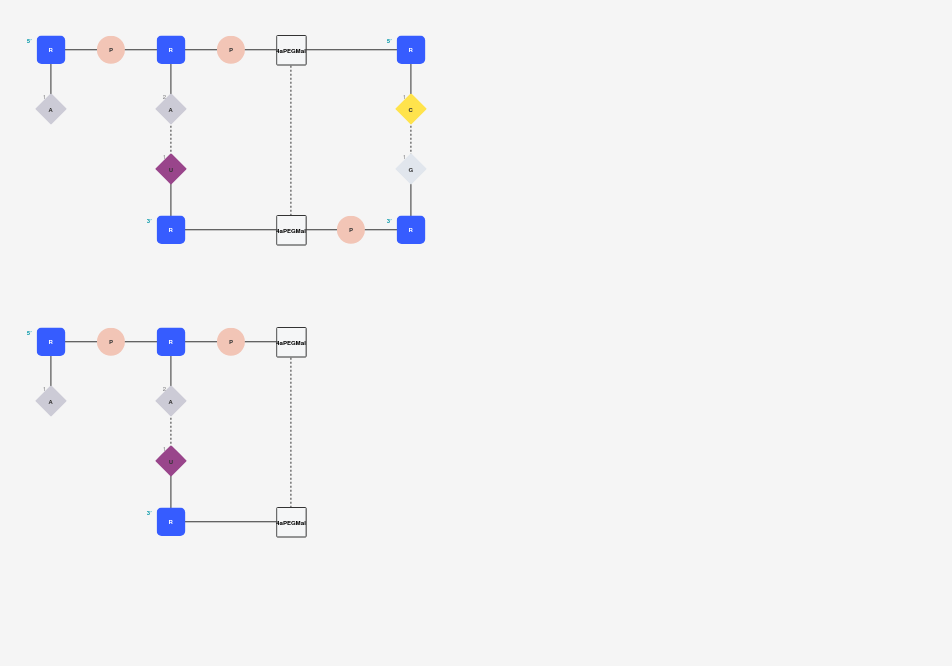 5' R P R P 4aPEGMal 5' R
1 A 2 A 1 C
1 U 1 G
3' R 4aPEGMal P 3' R
5' R P R P 4aPEGMal
1 A 2 A
1 U
3' R 4aPEGMal